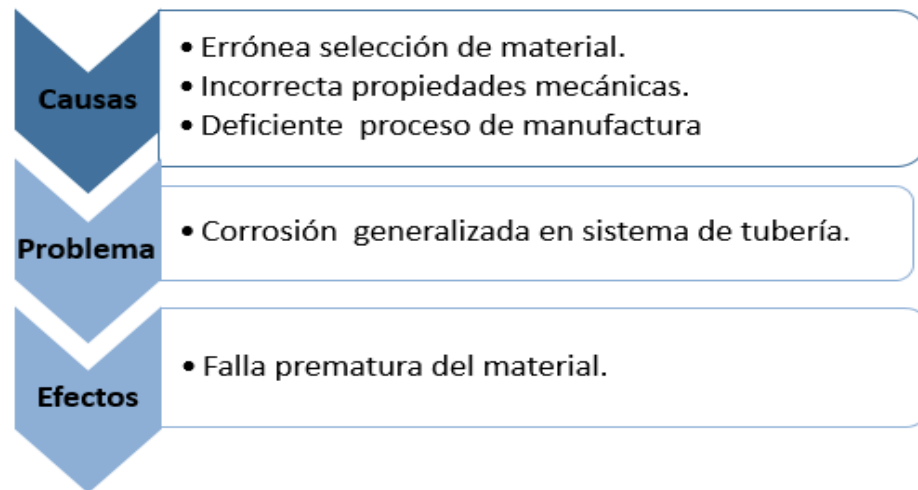 Causas
• Errónea selección de material.
• Incorrecta propiedades mecánicas.
• Deficiente proceso de manufactura
Problema
• Corrosión generalizada en sistema de tubería.
Efectos
• Falla prematura del material.